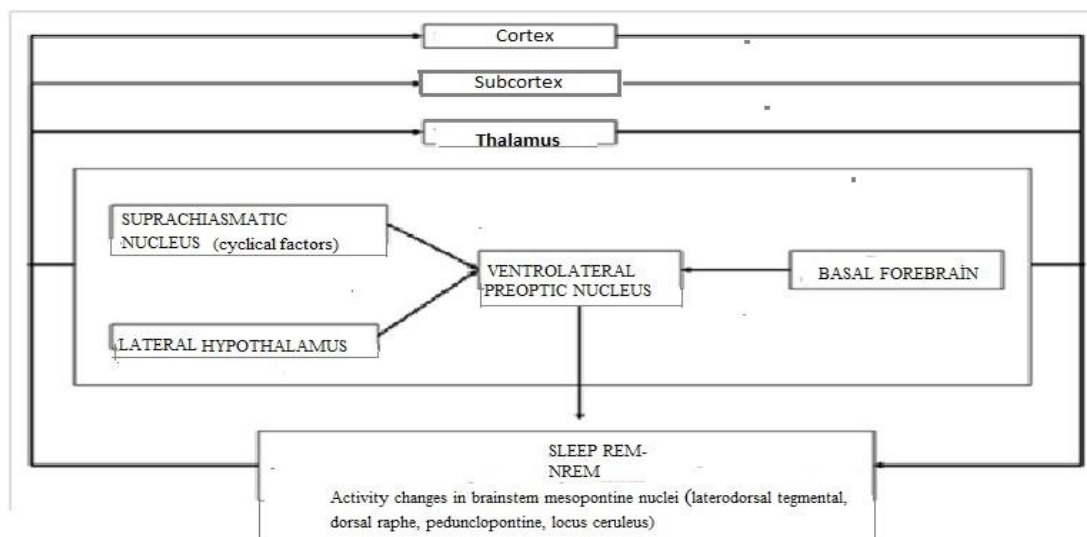 Cortex
Subcortex
Thalamus
SUPRACHIASMATIC
NUCLEUS (cyclical factors)
VENTROLATERAL
PREOPTIC NUCLEUS
BASAL FOREBRAİN
LATERAL HYPOTHALAMUS
SLEEP REM-
NREM
Activity changes in brainstem mesopontine nuclei (laterodorsal tegmental,
dorsal raphe, pedunclopontine, locus ceruleus)